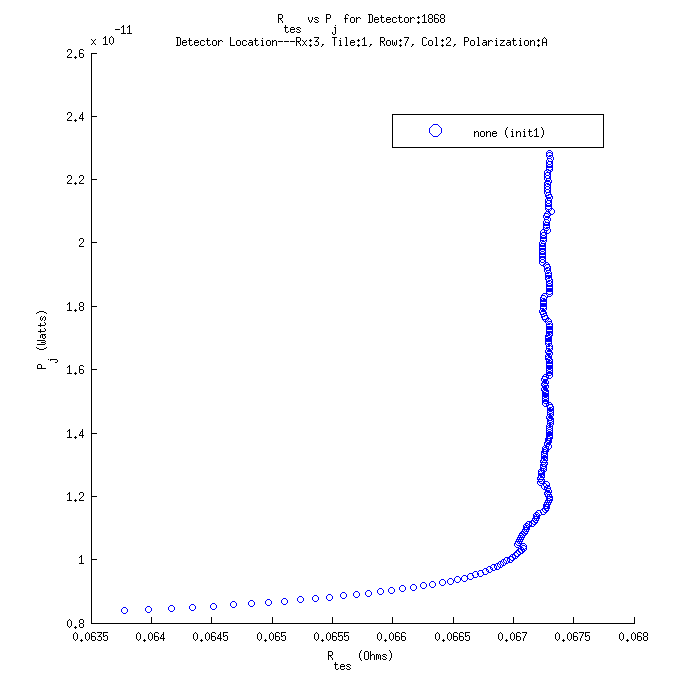 R_tes vs P_j for Detector:1868
x 10^-11
Detector Location---Rx:3, Tile:1, Row:7, Col:2, Polarization:A
2.6
2.4
none (init1)
2.2
2
1.8
P_j (Watts)
1.6
1.4
1.2
1
0.8
0.0635 0.064 0.0645 0.065 0.0655 0.066 0.0665 0.067 0.0675 0.068
R_tes (Ohms)